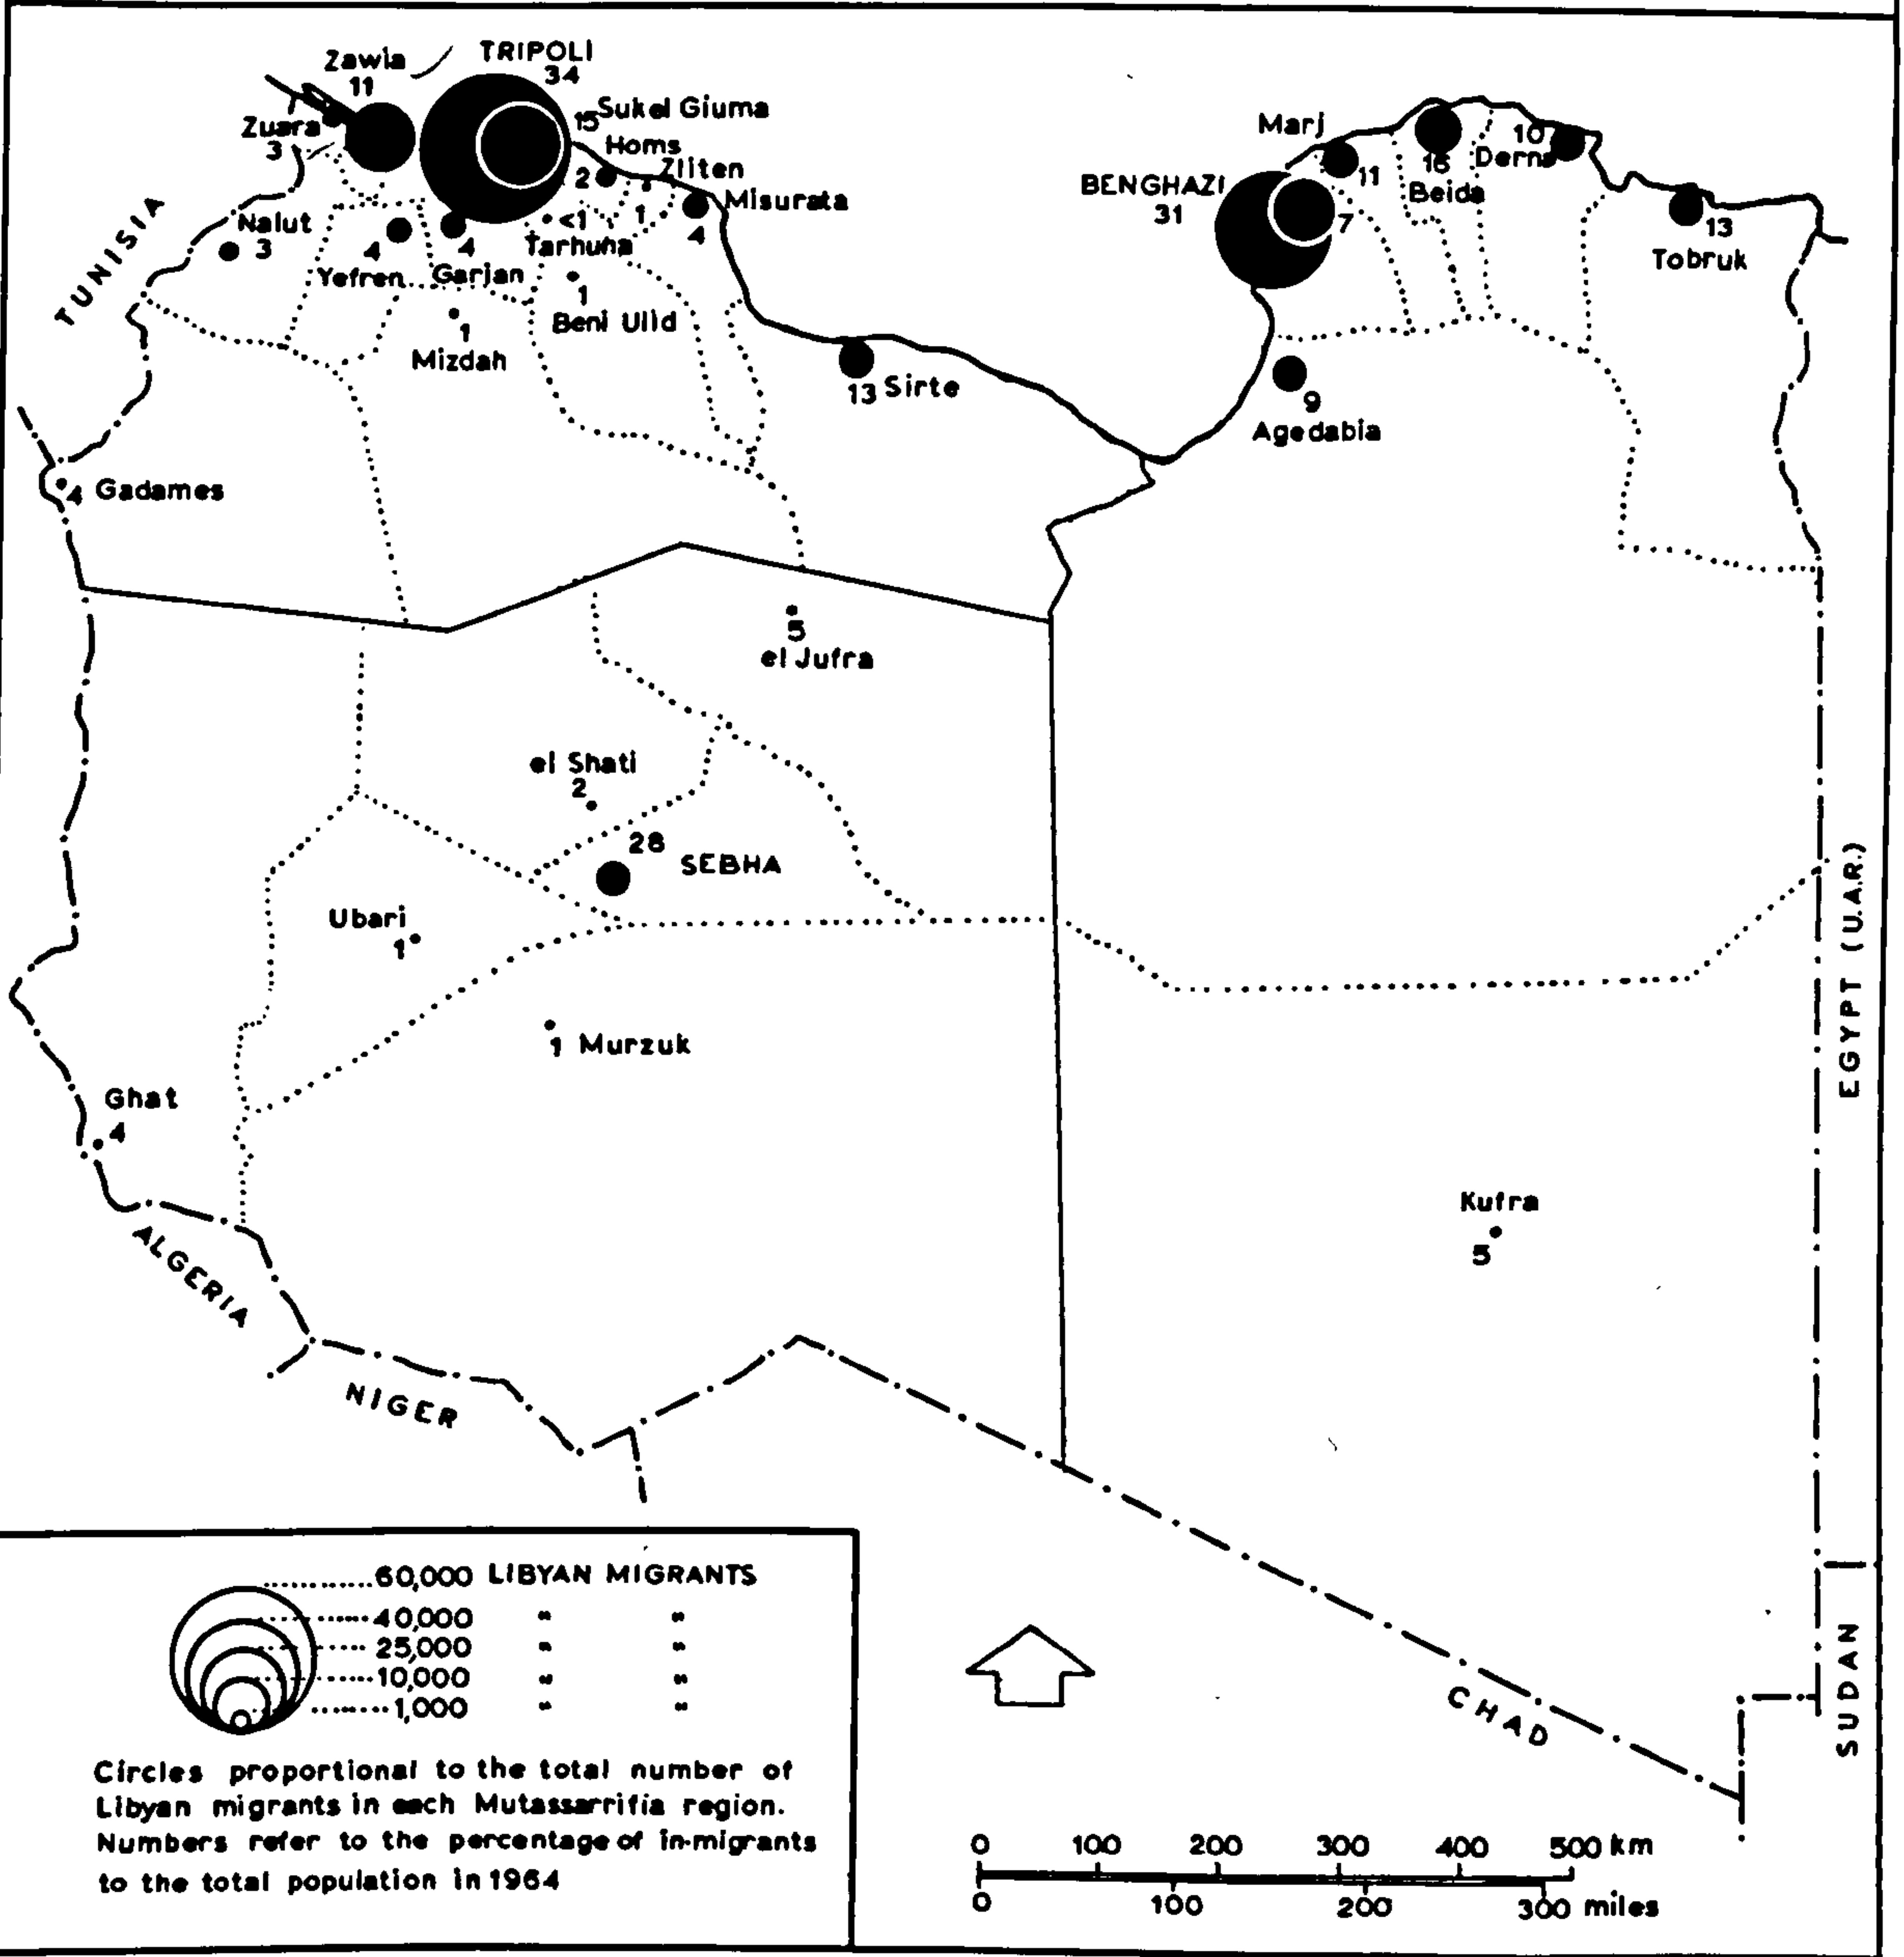 Zawia
11
TRIPOLI
34
15 Sukel Giuma
Zuara
3
Homs
2
Zliten
1
Misurata
4
<1
Tarhuna
Nalut
3
4
Yefren
4
Garian
1
Beni Ulid
1
Mizdah
13 Sirte
Marj
11
BENGHAZI
31
7
16
Beida
10
Derna
13
Tobruk
9
Agedabia
TUNISIA
4 Gadames
5
el Jufra
el Shati
2
28
SEBHA
Ubari
1
1 Murzuk
Ghat
4
Kufra
5
ALGERIA
NIGER
CHAD
EGYPT (U.A.R.)
SUDAN
60,000 LIBYAN MIGRANTS
40,000 " "
25,000 " "
10,000 " "
1,000 " "
Circles proportional to the total number of
Libyan migrants in each Mutassarrifia region.
Numbers refer to the percentage of in-migrants
to the total population in 1964
0 100 200 300 400 500 km
0 100 200 300 miles